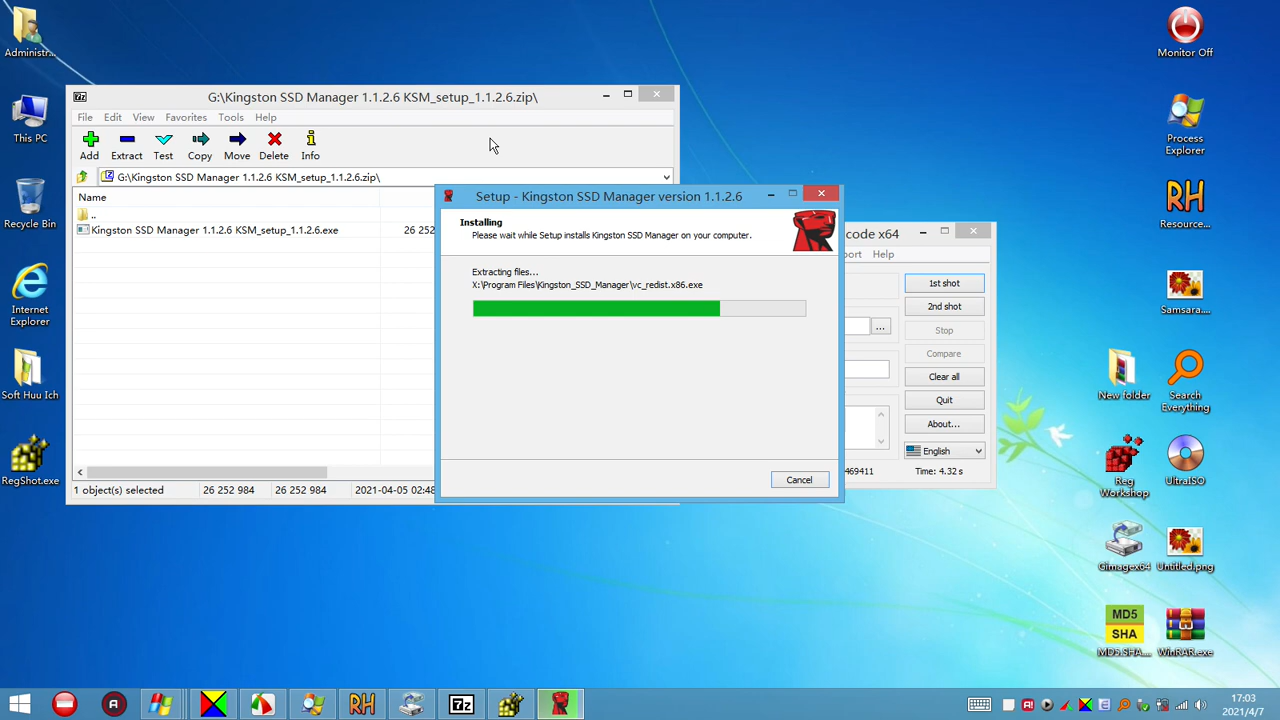 Administr...
This PC
Recycle Bin
Internet
Explorer
Soft Huu Ich
RegShot.exe
G:\Kingston SSD Manager 1.1.2.6 KSM_setup_1.1.2.6.zip\
File Edit View Favorites Tools Help
Add Extract Test Copy Move Delete Info
G:\Kingston SSD Manager 1.1.2.6 KSM_setup_1.1.2.6.zip\
Name
..
Kingston SSD Manager 1.1.2.6 KSM_setup_1.1.2.6.exe 26 252
1 object(s) selected 26 252 984 26 252 984 2021-04-05 02:48
Setup - Kingston SSD Manager version 1.1.2.6
Installing
Please wait while Setup installs Kingston SSD Manager on your computer.
Extracting files...
X:\Program Files\Kingston_SSD_Manager\vc_redist.x86.exe
Cancel
code x64
ort Help
1st shot
...
2nd shot
Stop
Compare
Clear all
Quit
About...
English
469411 Time: 4.32 s
Monitor Off
Process
Explorer
RH
Resource...
Samsara....
New folder
Search
Everything
Reg
Workshop
UltraISO
Gimagex64
Untitled.png
MD5
SHA
MD5.SHA....
WinRAR.exe
RH
7z
17:03
2021/4/7